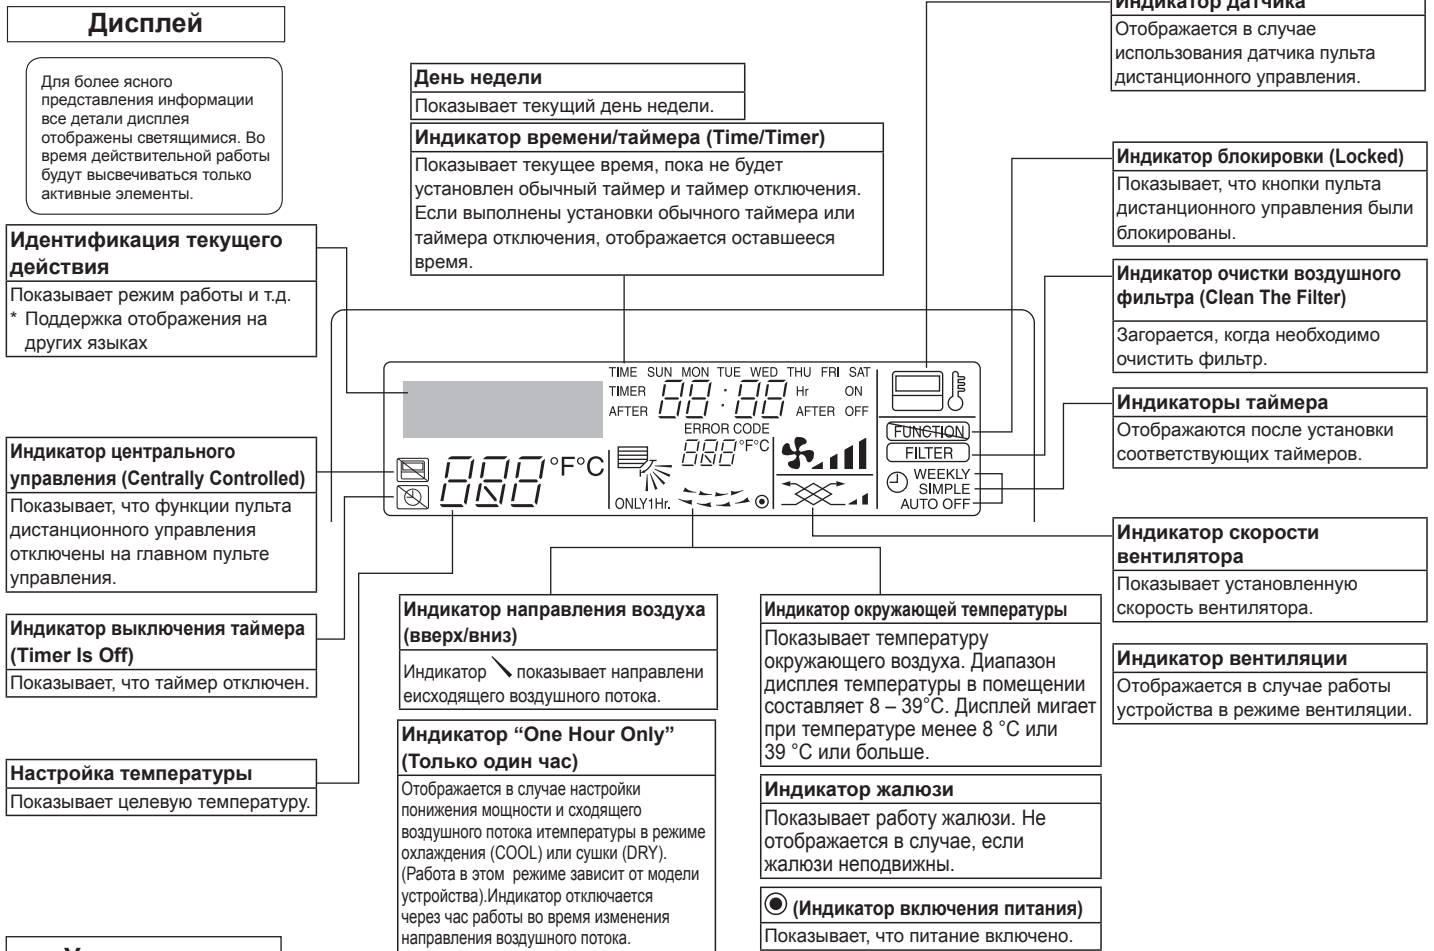 Дисплей
Для более ясного
представления информации
все детали дисплея
отображены светящимися. Во
время действительной работы
будут высвечиваться только
активные элементы.
Идентификация текущего
действия
Показывает режим работы и т.д.
* Поддержка отображения на
других языках
Индикатор центрального
управления (Centrally Controlled)
Показывает, что функции пульта
дистанционного управления
отключены на главном пульте
управления.
Индикатор выключения таймера
(Timer Is Off)
Показывает, что таймер отключен.
Настройка температуры
Показывает целевую температуру.
День недели
Показывает текущий день недели.
Индикатор времени/таймера (Time/Timer)
Показывает текущее время, пока не будет
установлен обычный таймер и таймер отключения.
Если выполнены установки обычного таймера или
таймера отключения, отображается оставшееся
время.
TIME SUN MON TUE WED THU FRI SAT
TIMER 88:88 Hr ON
AFTER AFTER OFF
ERROR CODE
888 °F°C
888 °F°C
ONLY1Hr.
FUNCTION
FILTER
WEEKLY
SIMPLE
AUTO OFF
Индикатор направления воздуха
(вверх/вниз)
Индикатор показывает направлени
еисходящего воздушного потока.
Индикатор “One Hour Only”
(Только один час)
Отображается в случае настройки
понижения мощности и сходящего
воздушного потока итемпературы в режиме
охлаждения (COOL) или сушки (DRY).
(Работа в этом режиме зависит от модели
устройства).Индикатор отключается
через час работы во время изменения
направления воздушного потока.
Индикатор окружающей температуры
Показывает температуру
окружающего воздуха. Диапазон
дисплея температуры в помещении
составляет 8 – 39°C. Дисплей мигает
при температуре менее 8 °C или
39 °C или больше.
Индикатор жалюзи
Показывает работу жалюзи. Не
отображается в случае, если
жалюзи неподвижны.
(Индикатор включения питания)
Показывает, что питание включено.
Индикатор датчика
Отображается в случае
использования датчика пульта
дистанционного управления.
Индикатор блокировки (Locked)
Показывает, что кнопки пульта
дистанционного управления были
блокированы.
Индикатор очистки воздушного
фильтра (Clean The Filter)
Загорается, когда необходимо
очистить фильтр.
Индикаторы таймера
Отображаются после установки
соответствующих таймеров.
Индикатор скорости
вентилятора
Показывает установленную
скорость вентилятора.
Индикатор вентиляции
Отображается в случае работы
устройства в режиме вентиляции.